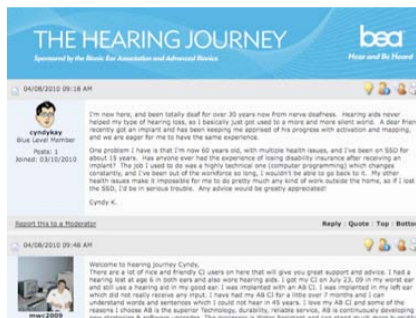 THE HEARING JOURNEY
Sponsored by the Bionic Ear Association and Advanced Bionics
bea
Hear and Be Heard
04/08/2010 09:16 AM
cyndykay
Blue Level Member
Posts: 1
Joined: 03/10/2010
I'm new here, and been totally deaf for over 30 years now from nerve deafness. Hearing aids never
helped my type of hearing loss, so I basically just got used to a more and more silent world. A dear friend
recently got an implant and has been keeping me apprised of his progress with activation and mapping,
and we are eager for me to have the same experience.
One problem I have is that I'm now 60 years old, with multiple health issues, and I've been on SSD for
about 15 years. Has anyone ever had the experience of losing disability insurance after receiving an
implant? The job I used to do was a highly technical one (computer programming) which changes
constantly, and I've been out of the workforce so long, I wouldn't be able to go back to it. My other
health issues make it impossible for me to do pretty much any kind of work outside the home, so if I lost
the SSD, I'd be in serious trouble. Any advice would be greatly appreciated!
Cyndy K.
Report this to a Moderator
Reply | Quote | Top | Bottom
04/08/2010 09:48 AM
mwc2009
Welcome to hearing journey Cyndy,
There are a lot of nice and friendly CI users on here that will give you great support and advice. I had a
hearing lost at age 6 in both ears and also wore hearing aids. I got my CI on July 23, 09 in my worst ear
and still use a hearing aid in my good ear. I was implanted with an AB CI. I was implanted in my left ear
which did not really receive any input. I have had my AB CI for a little over 7 months and I can
understand words and sentences which I could not hear in 45 years. I love my AB CI and some of the
reasons I choose AB is the superior Technology, durability, reliable service, AB is continuously developing